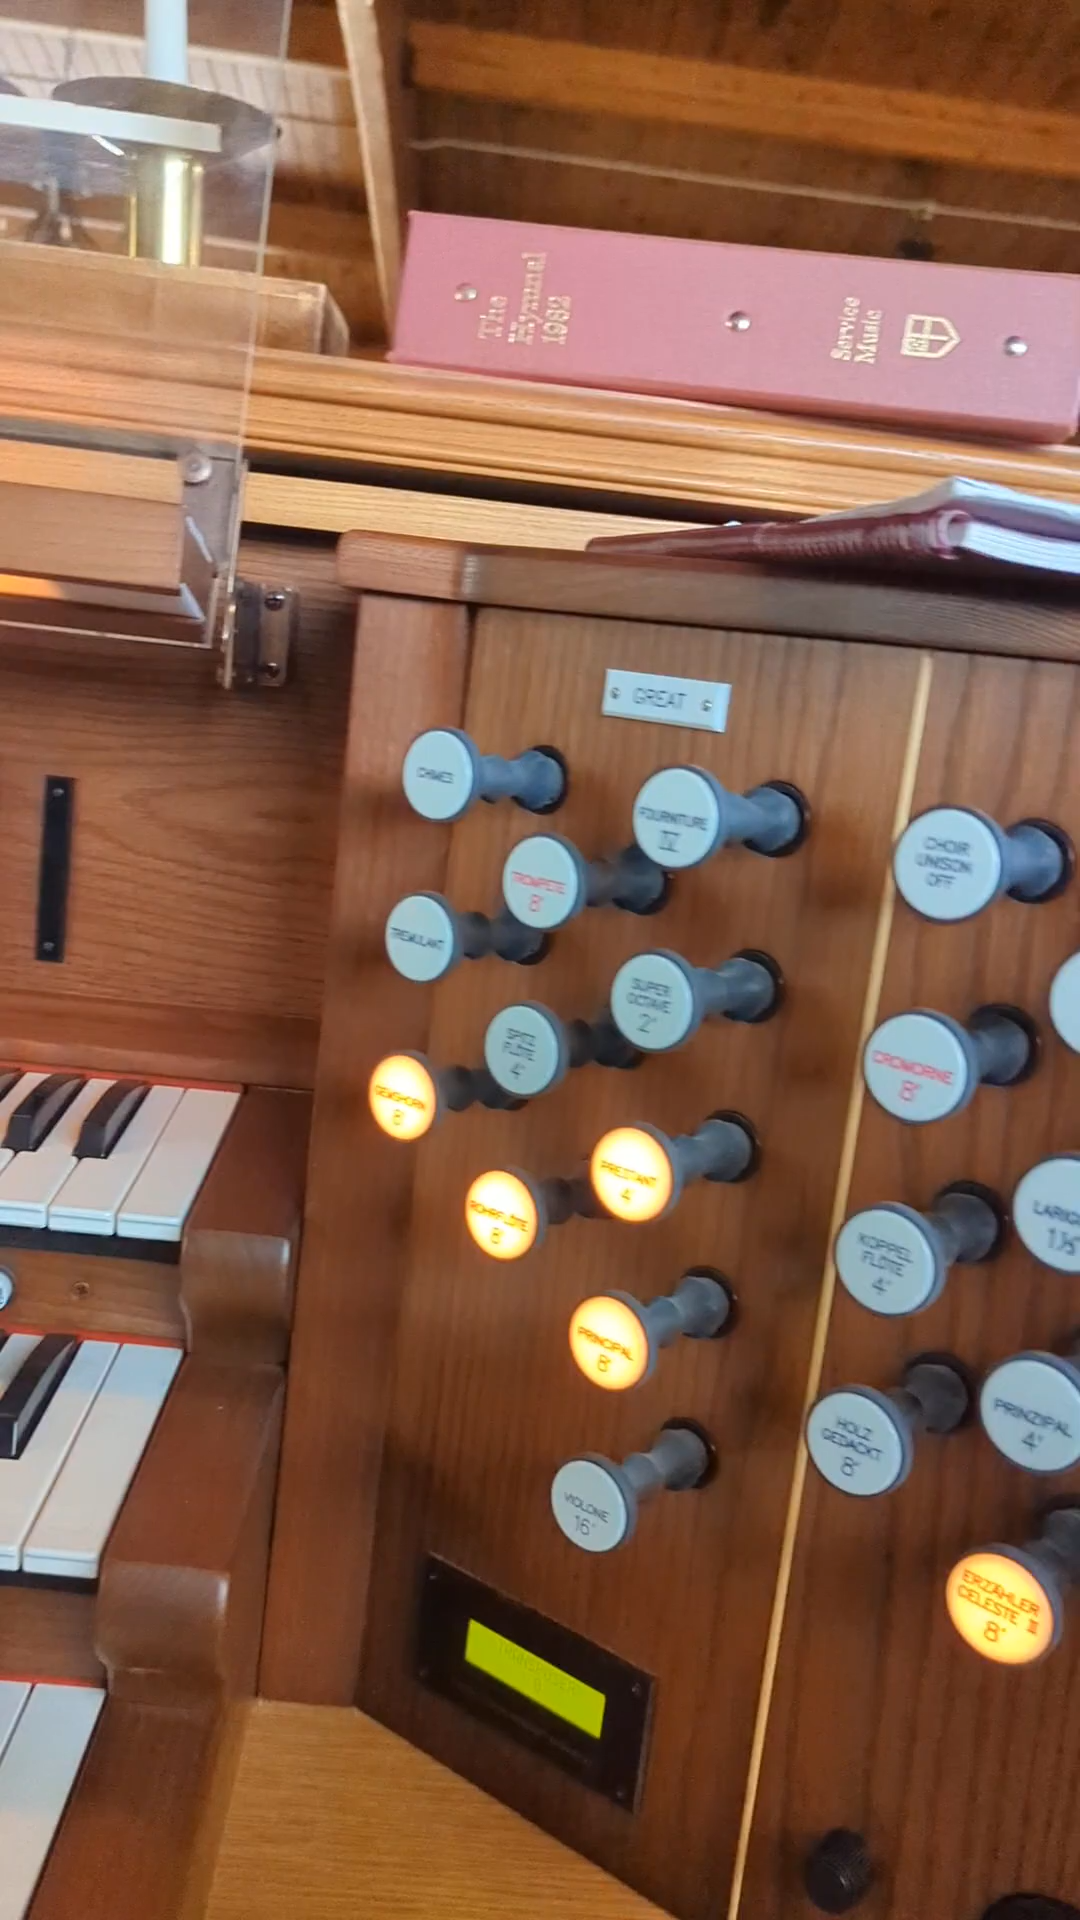 The
Hymnal
1982
Service
Music
GREAT
CHIMES
FOURNITURE
IV
CHOIR
UNISON
OFF
TROMPETE
8'
TREMULANT
SUPER
OCTAVE
2'
SPITZ
FLÖTE
4'
CROMORNE
8'
GEMSHORN
8'
PRESTANT
4'
ROHRFLÖTE
8'
KOPPEL
FLÖTE
4'
PRINCIPAL
8'
HOLZ
GEDACKT
8'
PRINZIPAL
4'
VIOLONE
16'
ERZÄHLER
CELESTE II
8'
TRANSPOSER